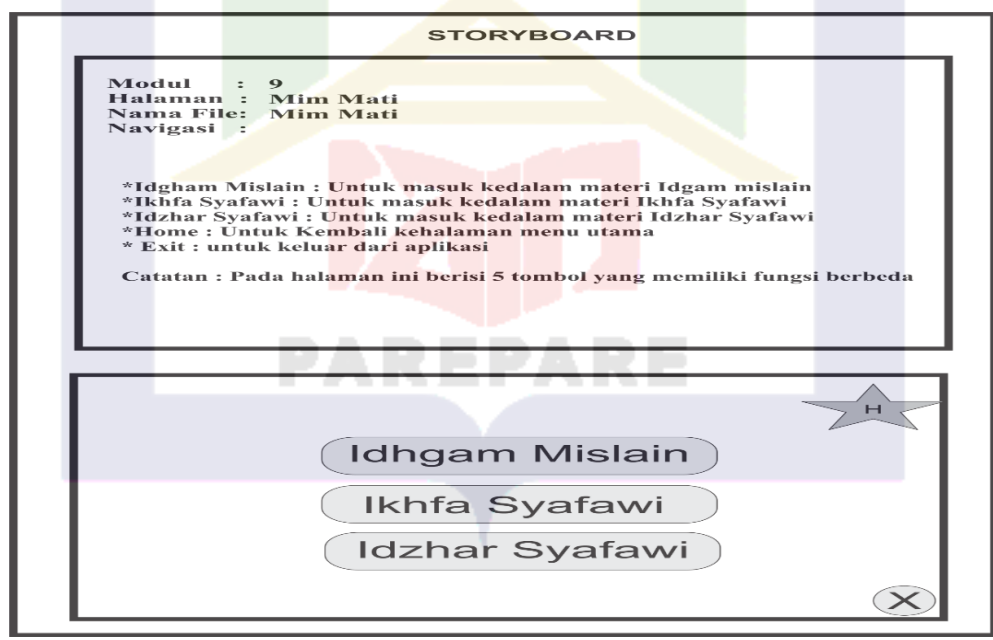 STORYBOARD
Modul : 9
Halaman : Mim Mati
Nama File: Mim Mati
Navigasi :
*Idgham Mislain : Untuk masuk kedalam materi Idgam mislain
*Ikhfa Syafawi : Untuk masuk kedalam materi Ikhfa Syafawi
*Idzhar Syafawi : Untuk masuk kedalam materi Idzhar Syafawi
*Home : Untuk Kembali kehalaman menu utama
* Exit : untuk keluar dari aplikasi
Catatan : Pada halaman ini berisi 5 tombol yang memiliki fungsi berbeda
PAREPARE
H
Idhgam Mislain
Ikhfa Syafawi
Idzhar Syafawi
X